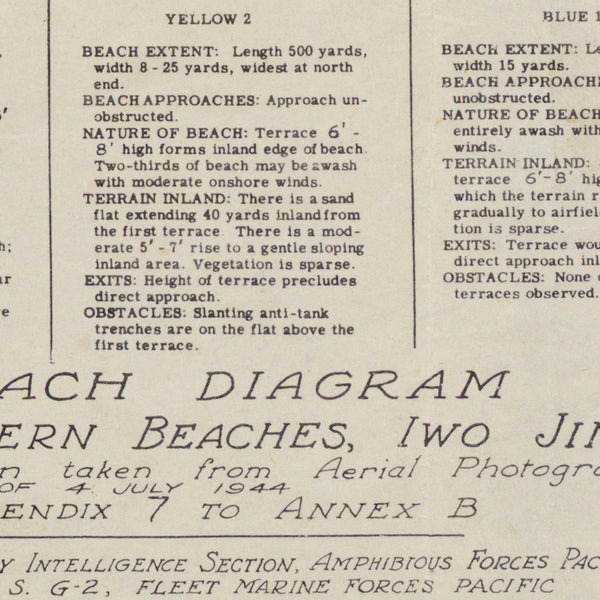 YELLOW 2
BEACH EXTENT: Length 500 yards,
width 8 - 25 yards, widest at north
end.
BEACH APPROACHES: Approach un-
obstructed.
NATURE OF BEACH: Terrace 6' -
8' high forms inland edge of beach.
Two-thirds of beach may be awash
with moderate onshore winds.
TERRAIN INLAND: There is a sand
flat extending 40 yards inland from
the first terrace. There is a mod-
erate 5' - 7' rise to a gentle sloping
inland area. Vegetation is sparse.
EXITS: Height of terrace precludes
direct approach.
OBSTACLES: Slanting anti-tank
trenches are on the flat above the
first terrace.
BLUE 1
BEACH EXTENT: Le
width 15 yards.
BEACH APPROACH
unobstructed.
NATURE OF BEACH
entirely awash with
winds.
TERRAIN INLAND:
terrace 6'-8' hig
which the terrain r
gradually to airfiel
tion is sparse.
EXITS: Terrace wou
direct approach inl
OBSTACLES: None o
terraces observed.
ACH DIAGRAM
ERN BEACHES, IWO JI
n taken from Aerial Photogra
OF 4 JULY 1944
ENDIX 7 TO ANNEX B
Y INTELLIGENCE SECTION, AMPHIBIOUS FORCES PAC
S. G-2, FLEET MARINE FORCES PACIFIC